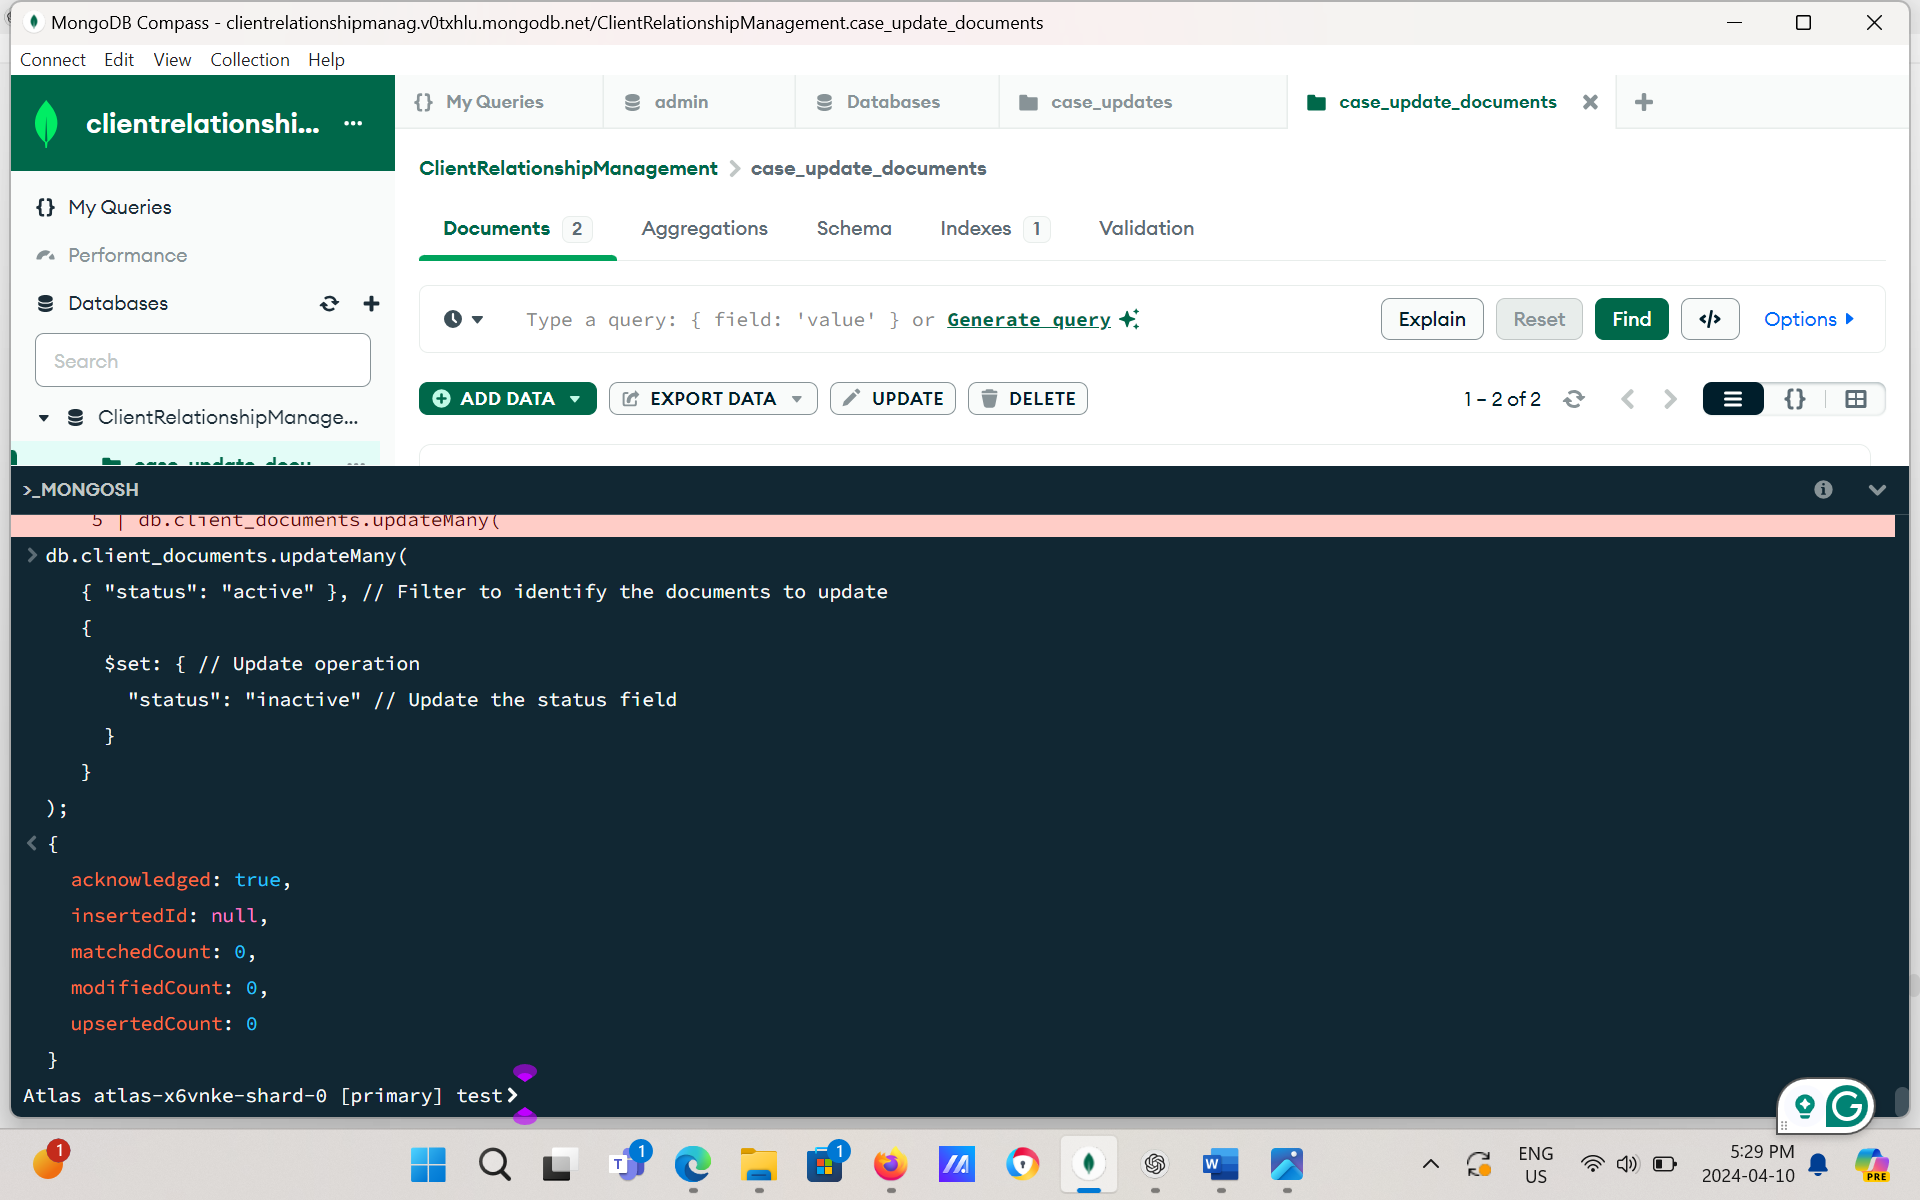 MongoDB Compass - clientrelationshipmanag.v0txhlu.mongodb.net/ClientRelationshipManagement.case_update_documents
Connect Edit View Collection Help
clientrelationshi... ...
{} My Queries admin Databases case_updates case_update_documents
ClientRelationshipManagement > case_update_documents
{} My Queries
Documents 2 Aggregations Schema Indexes 1 Validation
Performance
Databases
Type a query: { field: 'value' } or Generate query Explain Reset Find </> Options
Search
ADD DATA EXPORT DATA UPDATE DELETE 1 – 2 of 2 {}
ClientRelationshipManage...
case_update_docu... ...
>_MONGOSH
5 | db.client_documents.updateMany(
> db.client_documents.updateMany(
{ "status": "active" }, // Filter to identify the documents to update
{
$set: { // Update operation
"status": "inactive" // Update the status field
}
}
);
< {
acknowledged: true,
insertedId: null,
matchedCount: 0,
modifiedCount: 0,
upsertedCount: 0
}
Atlas atlas-x6vnke-shard-0 [primary] test>
1 T 1 1 W ENG 5:29 PM
US 2024-04-10 PRE